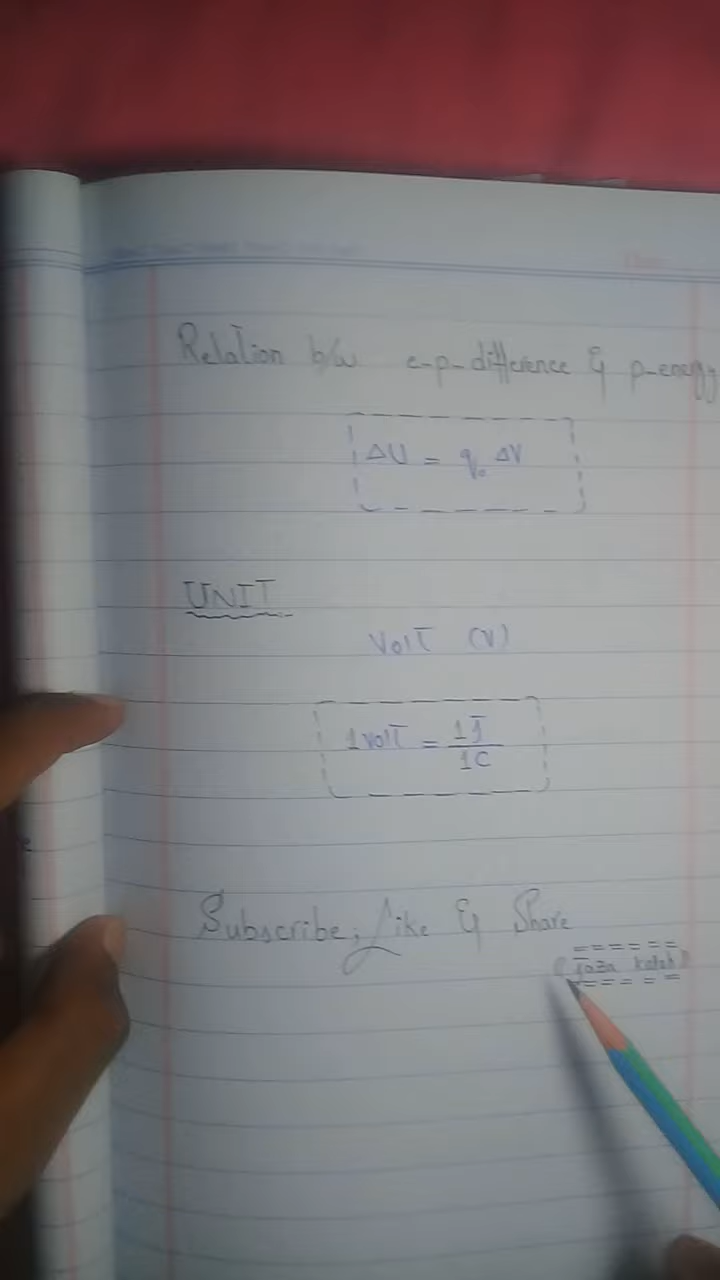 Relation b/w e-p-difference & p-energy
ΔU = q₀ ΔV
UNIT
Volt (V)
1 volt = 1J / 1C
Subscribe, Like & Share